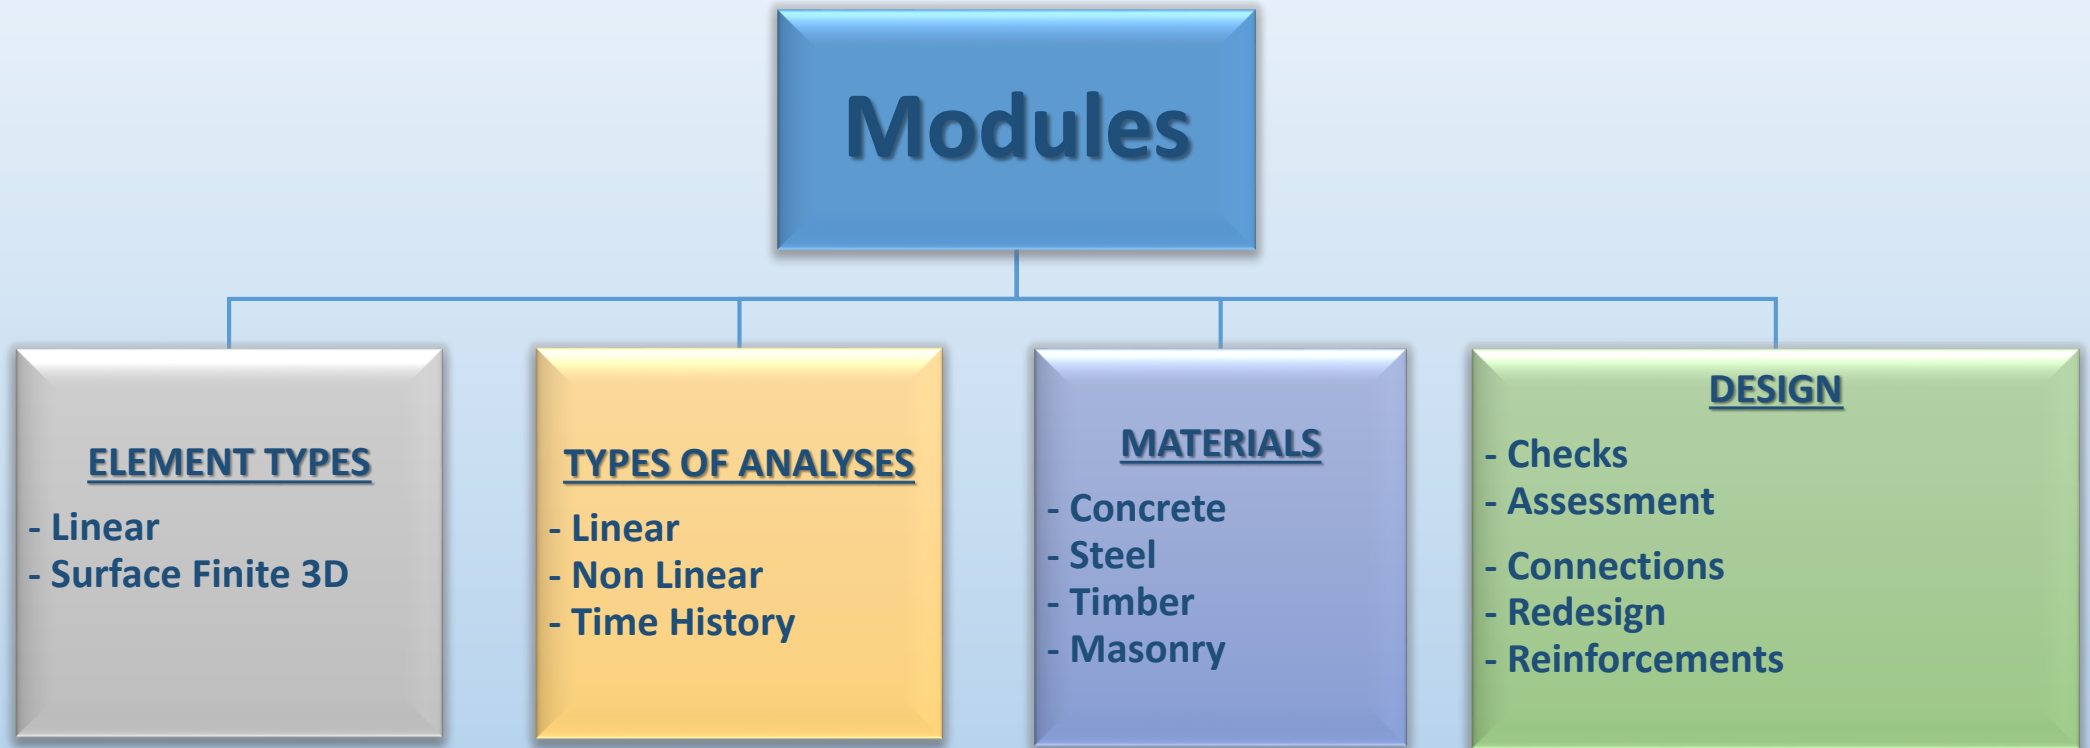 Modules
ELEMENT TYPES
- Linear
- Surface Finite 3D
TYPES OF ANALYSES
- Linear
- Non Linear
- Time History
MATERIALS
- Concrete
- Steel
- Timber
- Masonry
DESIGN
- Checks
- Assessment
- Connections
- Redesign
- Reinforcements